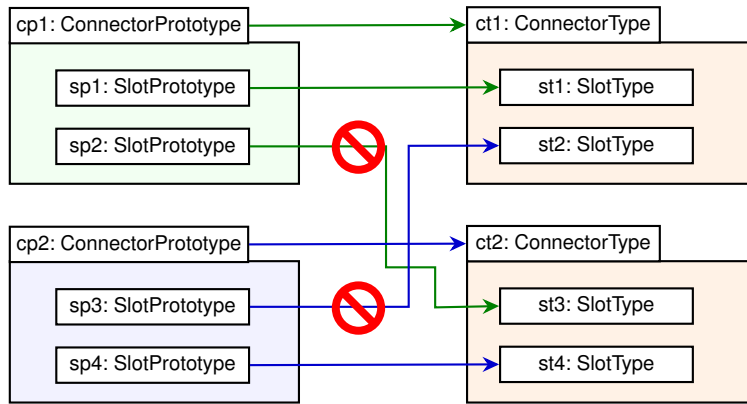 cp1: ConnectorPrototype
ct1: ConnectorType
sp1: SlotPrototype
st1: SlotType
sp2: SlotPrototype
st2: SlotType
cp2: ConnectorPrototype
ct2: ConnectorType
sp3: SlotPrototype
st3: SlotType
sp4: SlotPrototype
st4: SlotType